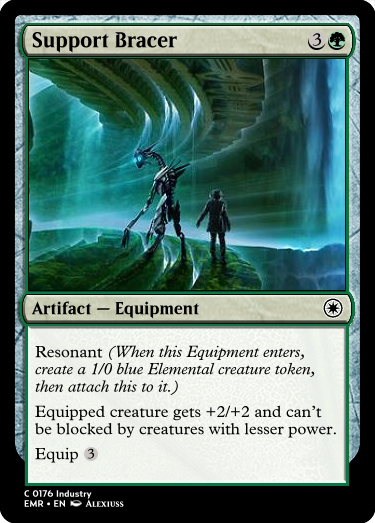 Support Bracer 3
Artifact — Equipment
Resonant (When this Equipment enters,
create a 1/0 blue Elemental creature token,
then attach this to it.)
Equipped creature gets +2/+2 and can't
be blocked by creatures with lesser power.
Equip 3
C 0176 Industry
EMR • EN Alexiuss